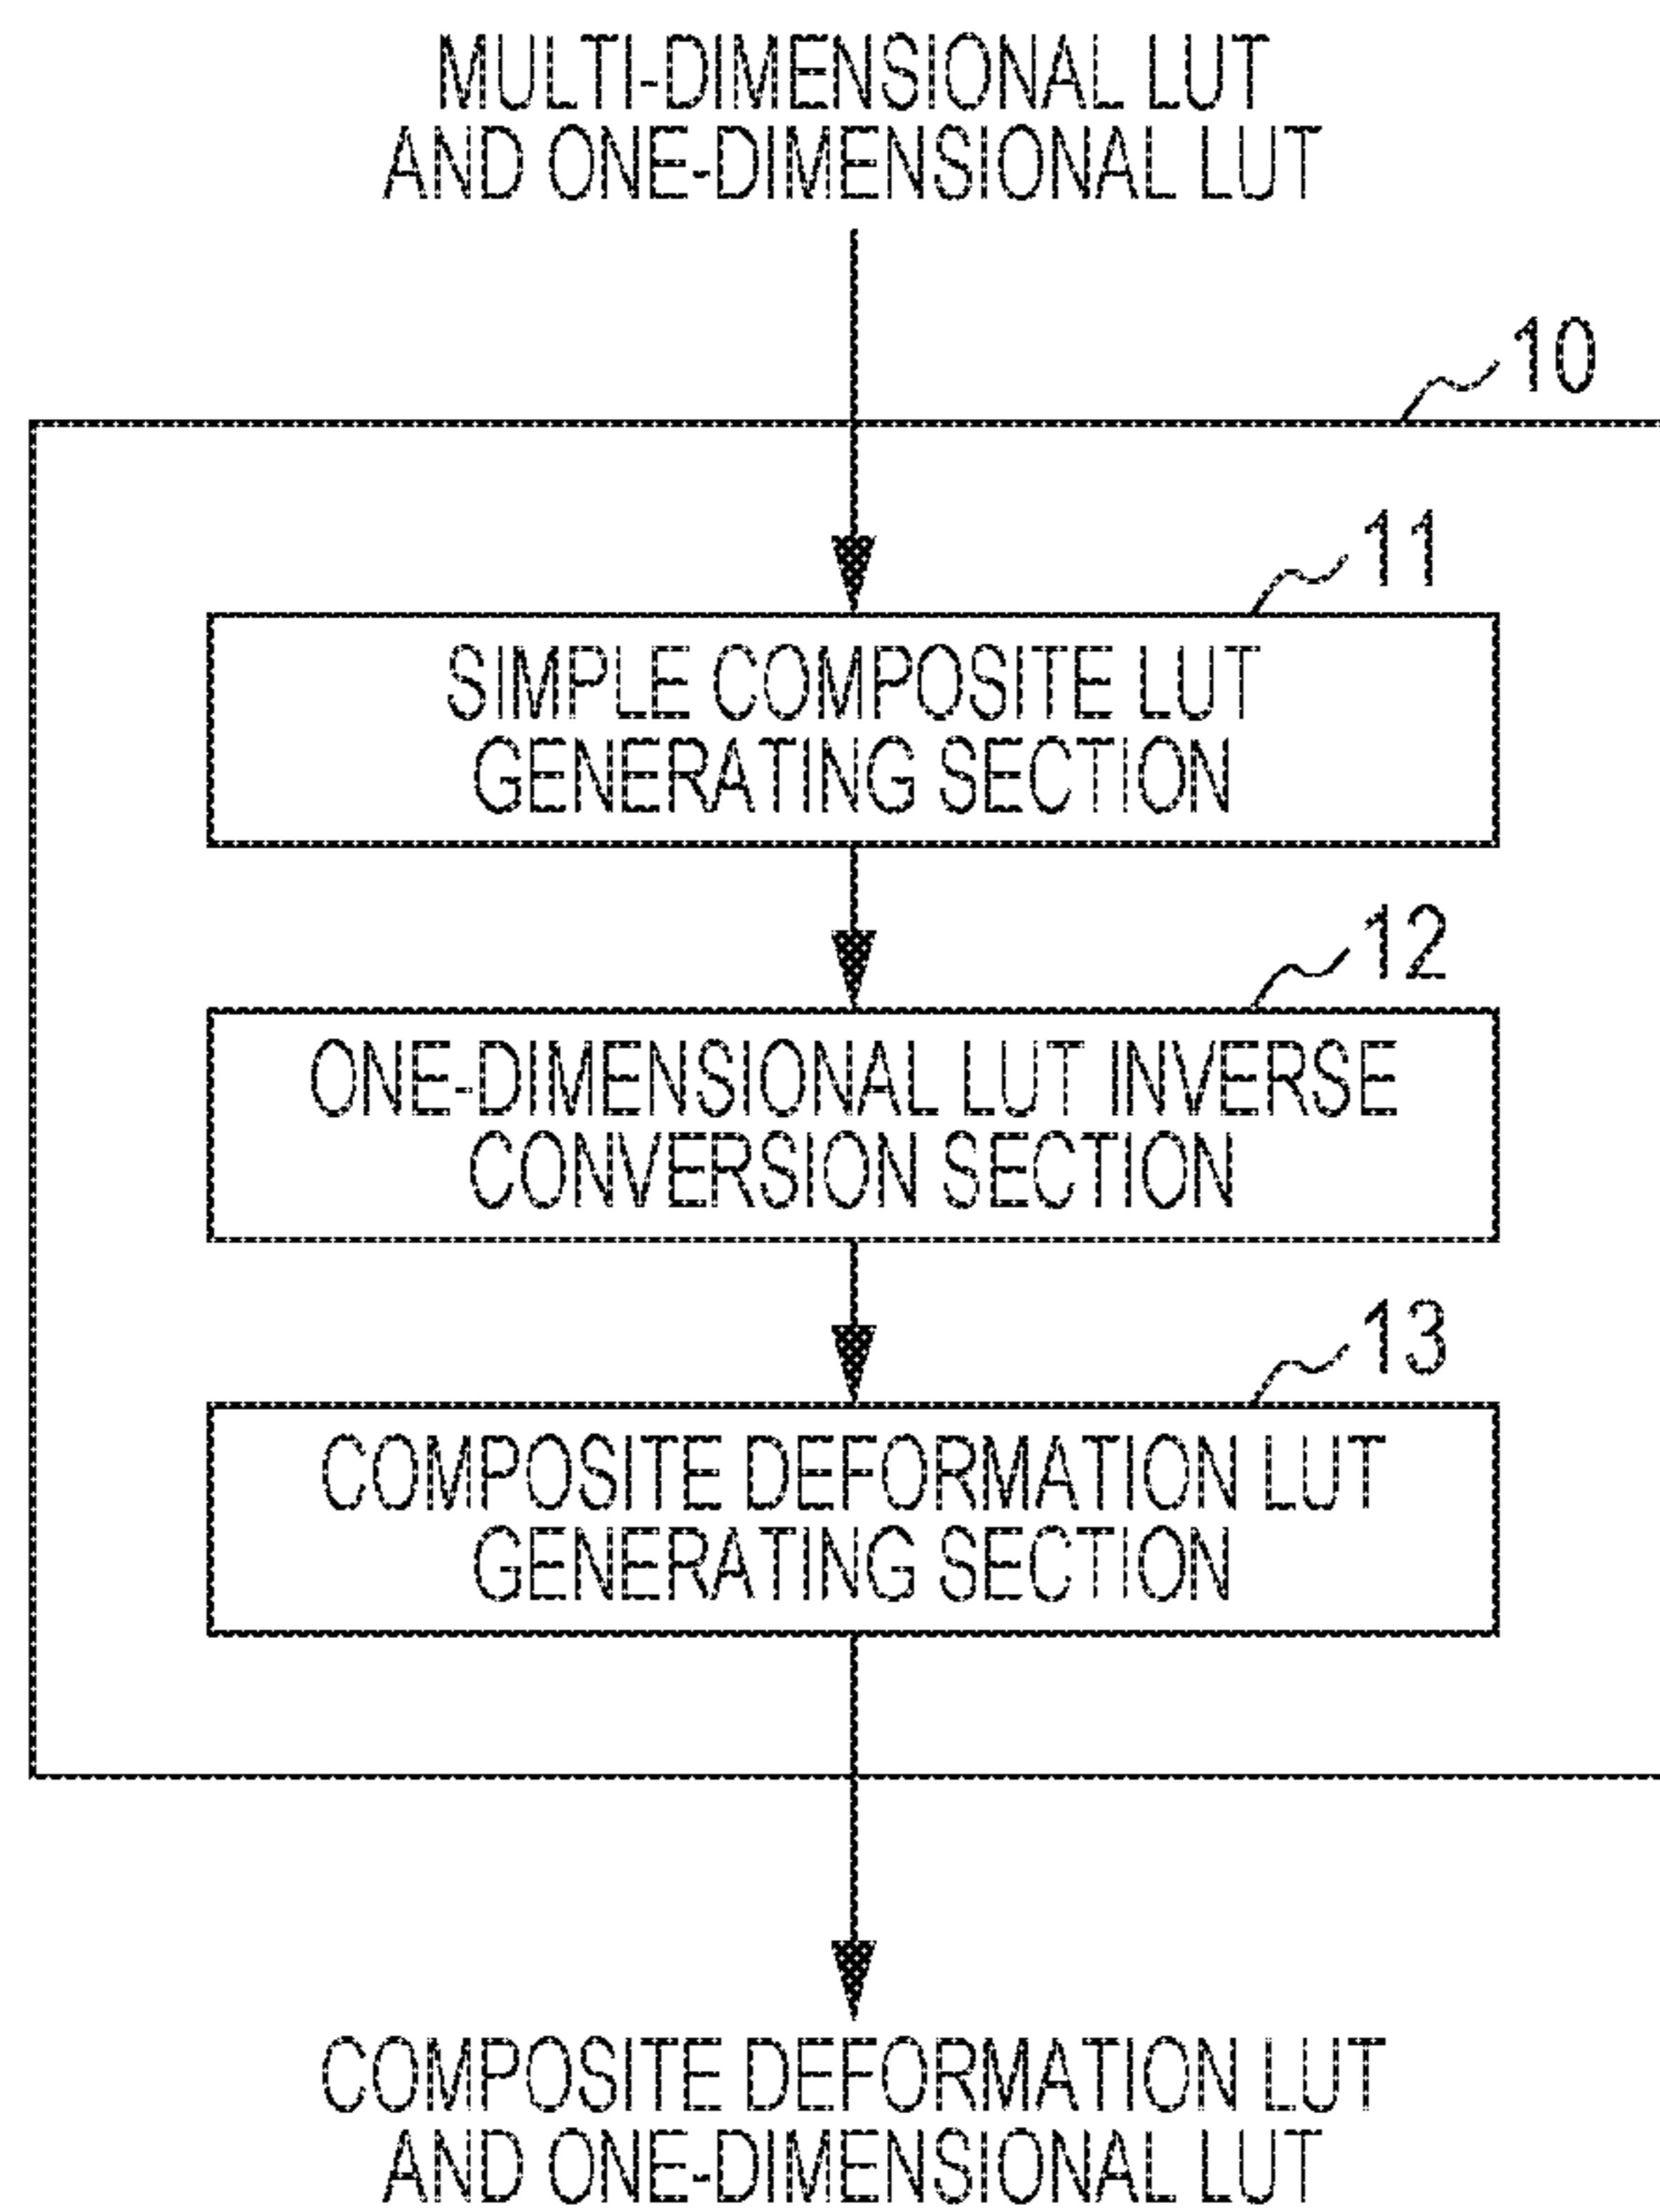 MULTI-DIMENSIONAL LUT
AND ONE-DIMENSIONAL LUT
10
11
SIMPLE COMPOSITE LUT
GENERATING SECTION
12
ONE-DIMENSIONAL LUT INVERSE
CONVERSION SECTION
13
COMPOSITE DEFORMATION LUT
GENERATING SECTION
COMPOSITE DEFORMATION LUT
AND ONE-DIMENSIONAL LUT